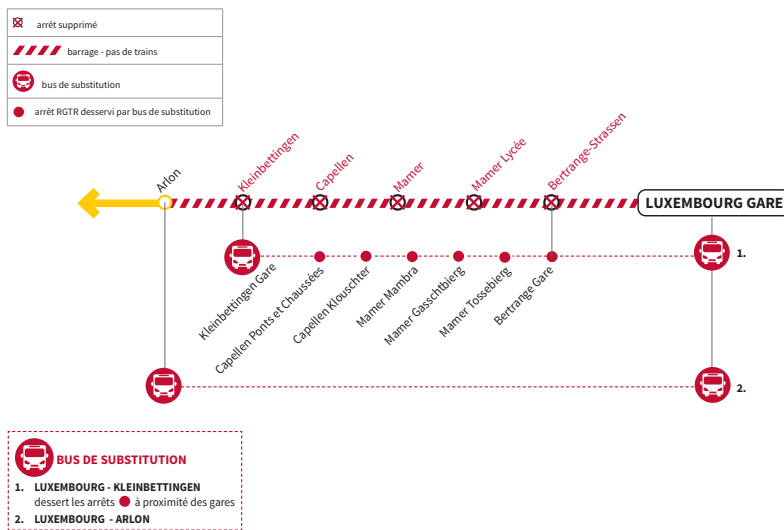 arrêt supprimé
barrage - pas de trains
bus de substitution
arrêt RGTR desservi par bus de substitution
Arlon
Kleinbettingen
Capellen
Mamer
Mamer Lycée
Bertrange-Strassen
LUXEMBOURG GARE
1.
Kleinbettingen Gare
Capellen Ponts et Chaussées
Capellen Klouschter
Mamer Mambra
Mamer Gasschtbierg
Mamer Tossebierg
Bertrange Gare
2.
BUS DE SUBSTITUTION
1. LUXEMBOURG - KLEINBETTINGEN
dessert les arrêts à proximité des gares
2. LUXEMBOURG - ARLON